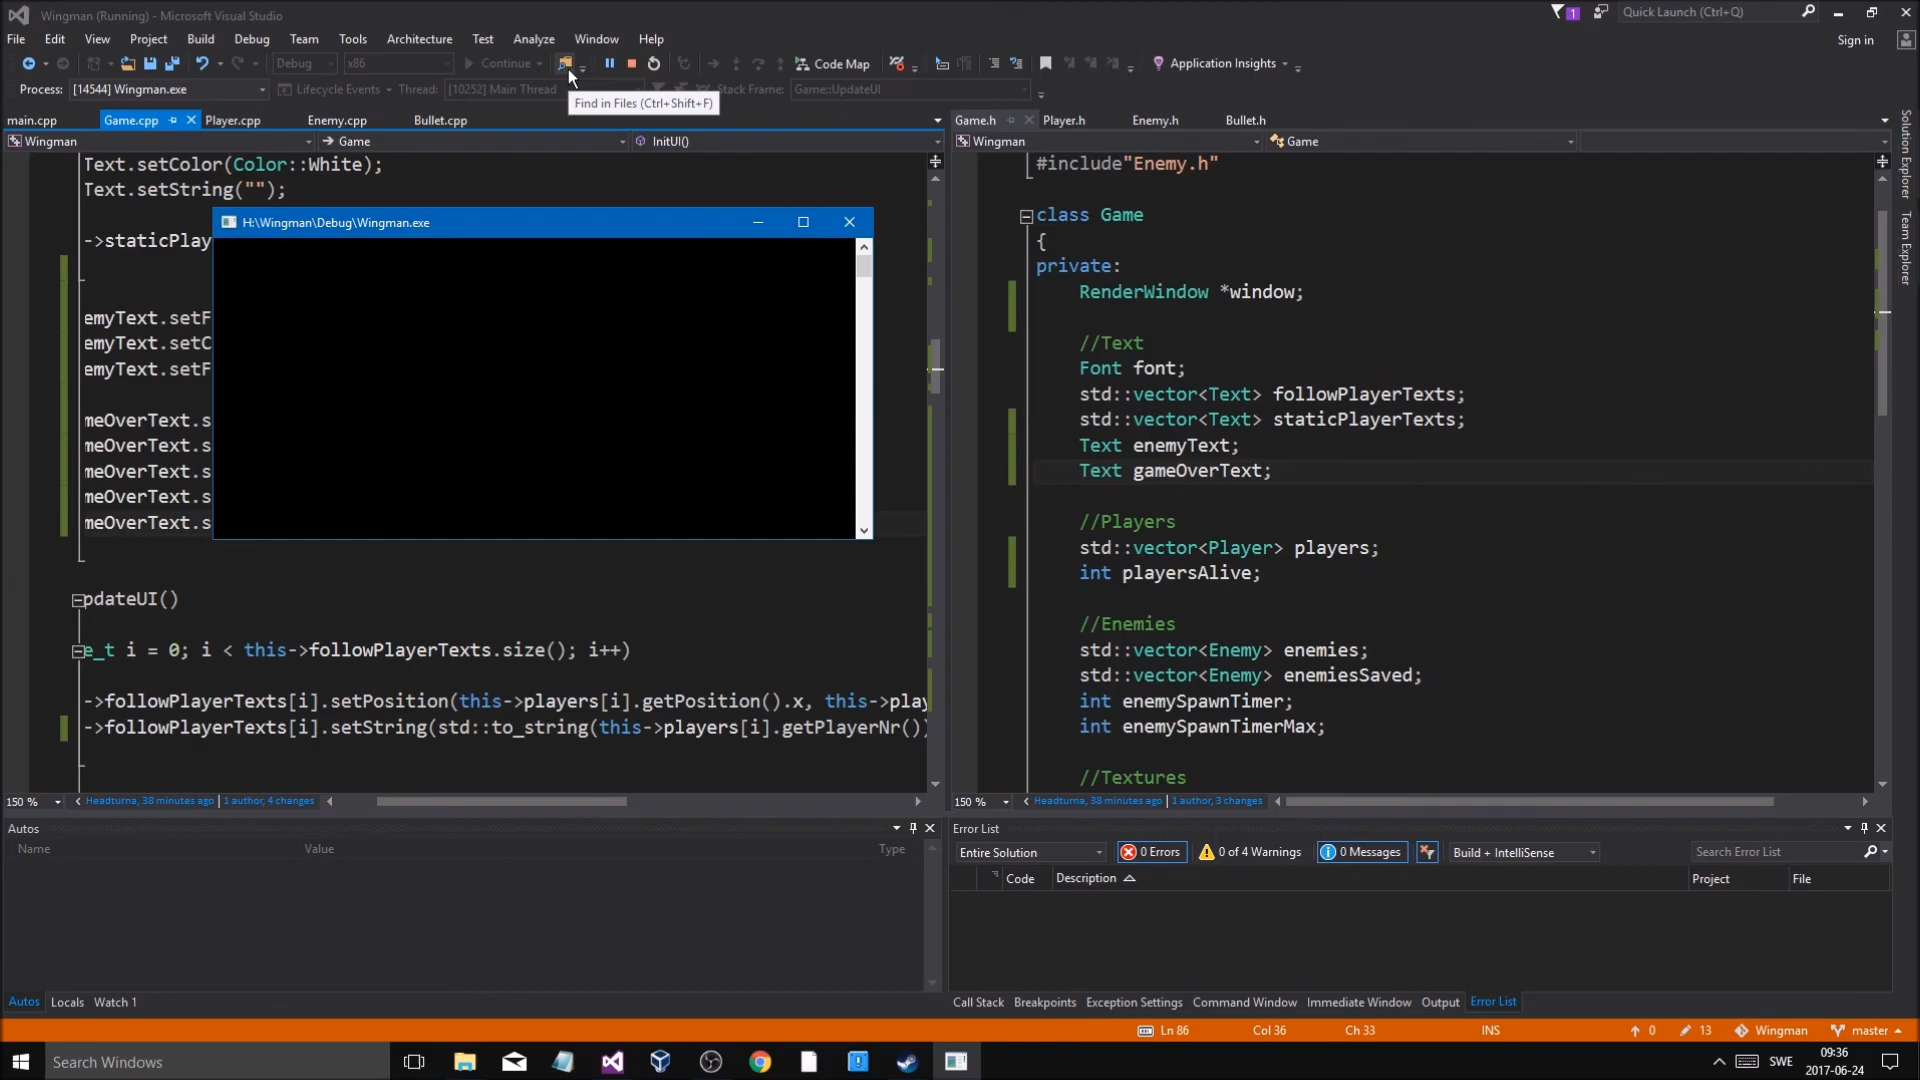 Wingman (Running) - Microsoft Visual Studio
1
Quick Launch (Ctrl+Q)
File Edit View Project Build Debug Team Tools Architecture Test Analyze Window Help
Sign in
Debug x86 Continue Code Map Application Insights
Process: [14544] Wingman.exe Lifecycle Events Thread: [10252] Main Thread Stack Frame: Game::UpdateUI
Find in Files (Ctrl+Shift+F)
main.cpp Game.cpp Player.cpp Enemy.cpp Bullet.cpp
Wingman Game InitUI()
Text.setColor(Color::White);
Text.setString("");
->staticPlay
emyText.setF
emyText.setC
emyText.setF
meOverText.s
meOverText.s
meOverText.s
meOverText.s
meOverText.s
pdateUI()
e_t i = 0; i < this->followPlayerTexts.size(); i++)
->followPlayerTexts[i].setPosition(this->players[i].getPosition().x, this->play
->followPlayerTexts[i].setString(std::to_string(this->players[i].getPlayerNr())
150 % Headturna, 38 minutes ago | 1 author, 4 changes
H:\Wingman\Debug\Wingman.exe
Game.h Player.h Enemy.h Bullet.h
Wingman Game
#include"Enemy.h"
class Game
{
private:
RenderWindow *window;
//Text
Font font;
std::vector<Text> followPlayerTexts;
std::vector<Text> staticPlayerTexts;
Text enemyText;
Text gameOverText;
//Players
std::vector<Player> players;
int playersAlive;
//Enemies
std::vector<Enemy> enemies;
std::vector<Enemy> enemiesSaved;
int enemySpawnTimer;
int enemySpawnTimerMax;
//Textures
150 % Headturna, 38 minutes ago | 1 author, 3 changes
Solution Explorer
Team Explorer
Autos
Name Value Type
Autos Locals Watch 1
Error List
Entire Solution 0 Errors 0 of 4 Warnings 0 Messages Build + IntelliSense Search Error List
Code Description Project File
Call Stack Breakpoints Exception Settings Command Window Immediate Window Output Error List
Ln 86 Col 36 Ch 33 INS 0 13 Wingman master
Search Windows
SWE
09:36
2017-06-24